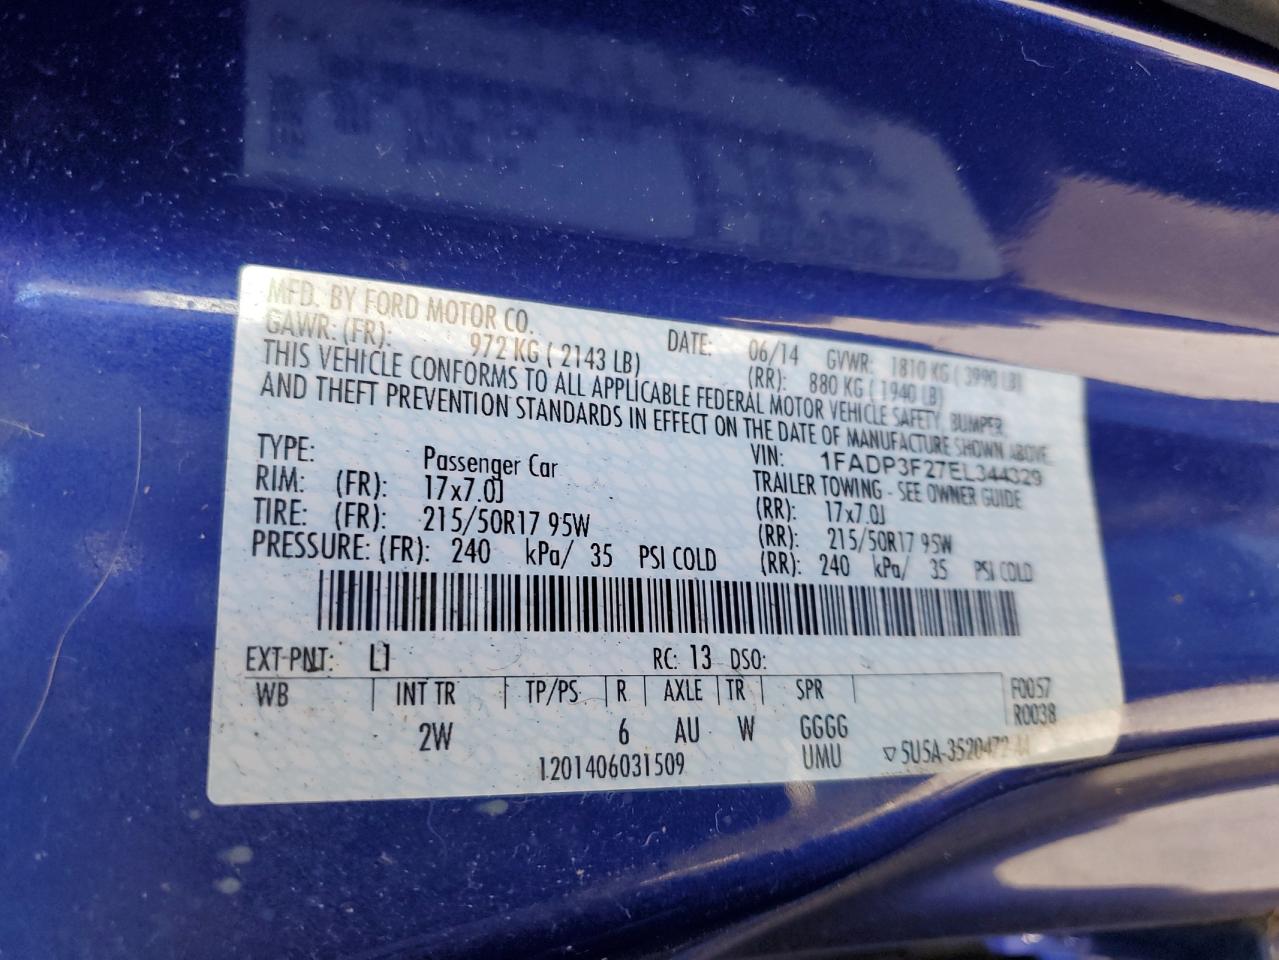 MFD. BY FORD MOTOR CO.
DATE: 06/14 GVWR: 1810 KG ( 3990 LB)
GAWR: (FR): 972 KG ( 2143 LB) (RR): 880 KG ( 1940 LB)
THIS VEHICLE CONFORMS TO ALL APPLICABLE FEDERAL MOTOR VEHICLE SAFETY, BUMPER,
AND THEFT PREVENTION STANDARDS IN EFFECT ON THE DATE OF MANUFACTURE SHOWN ABOVE.
VIN: 1FADP3F27EL344329
TYPE: Passenger Car TRAILER TOWING - SEE OWNER GUIDE
RIM: (FR): 17x7.0J (RR): 17x7.0J
TIRE: (FR): 215/50R17 95W (RR): 215/50R17 95W
PRESSURE: (FR): 240 kPa/ 35 PSI COLD (RR): 240 kPa/ 35 PSI COLD
EXT PNT: L1 RC: 13 DSO:
WB INT TR TP/PS R AXLE TR SPR F0057
R0038
2W 6 AU W GGGG
UMU
1201406031509 ▽ 5U5A-3520472-